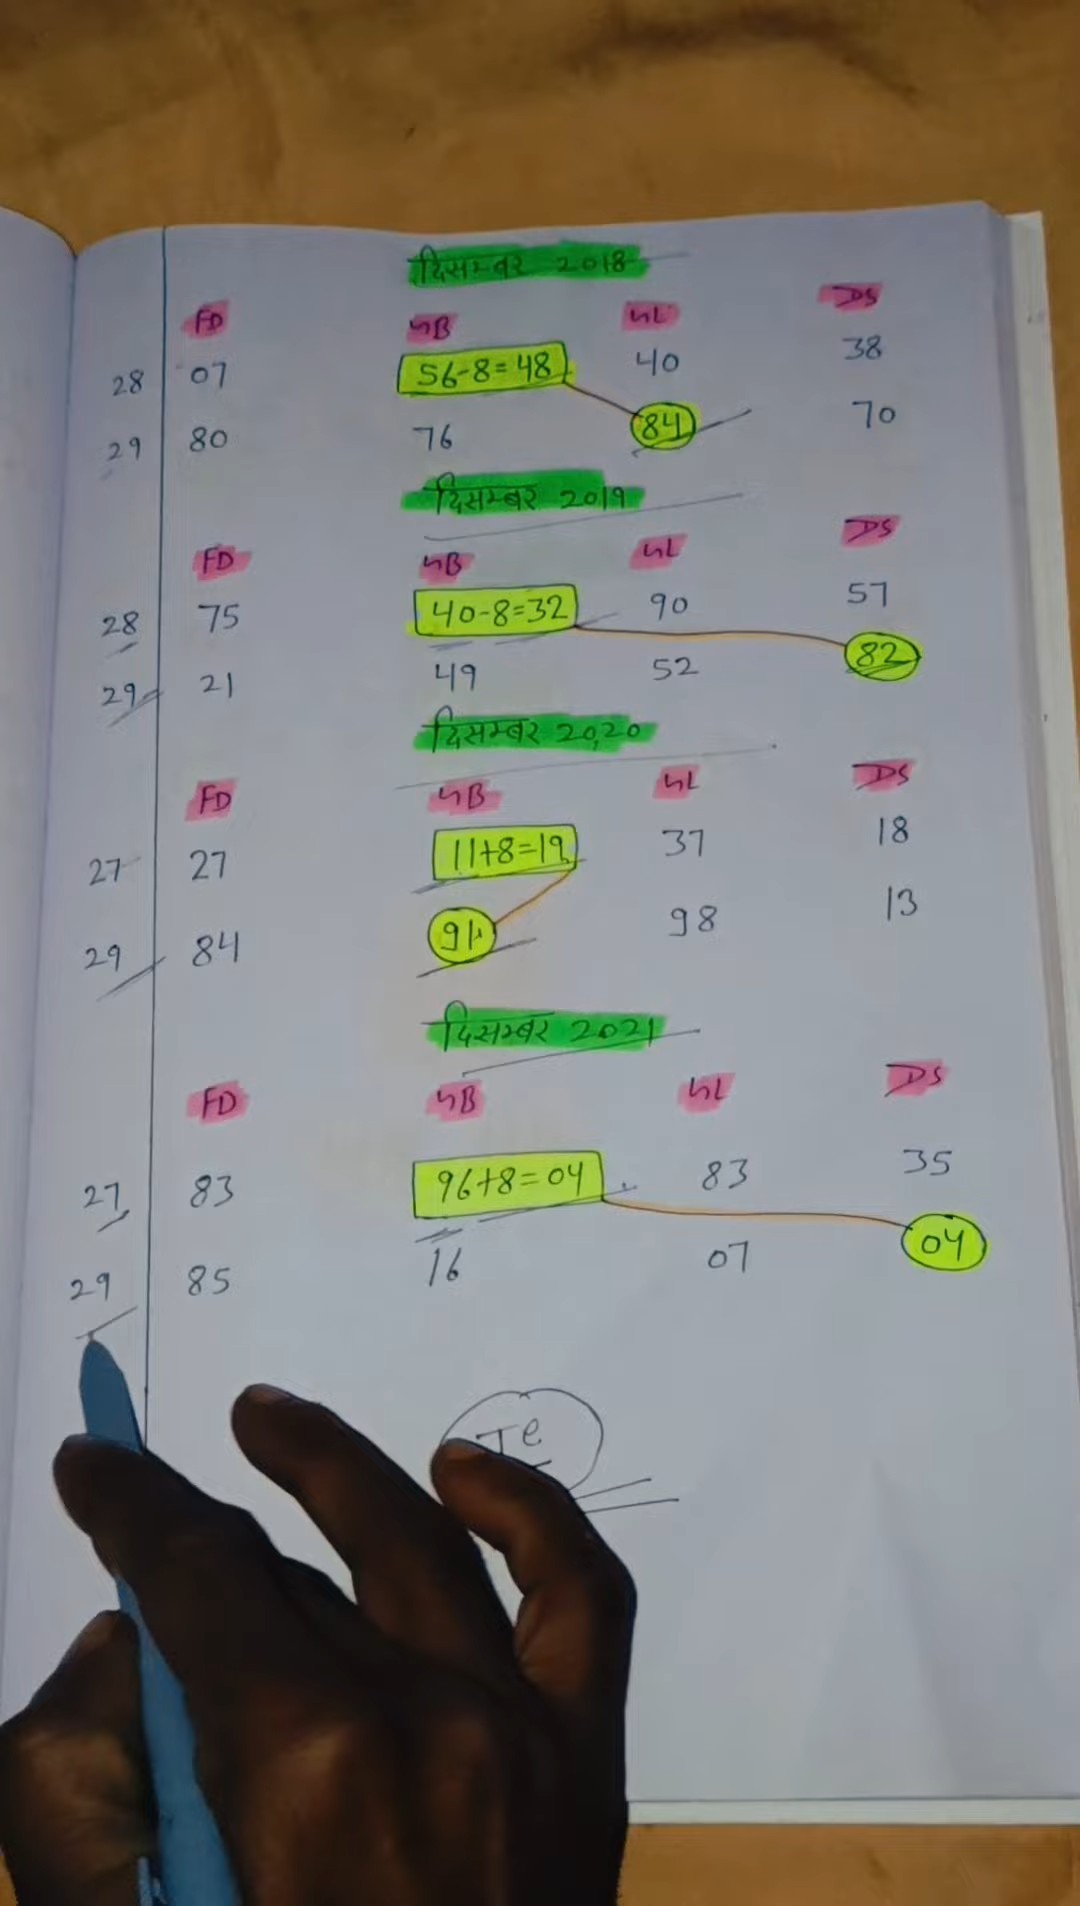 दिसम्बर 2018
FD GB GL DS
28 07 56-8=48 40 38
29 80 76 84 70
दिसम्बर 2019
FD GB GL DS
28 75 40-8=32 90 57
29 21 49 52 82
दिसम्बर 2020
FD GB GL DS
27 27 11+8=19 37 18
29 84 91 98 13
दिसम्बर 2021
FD GB GL DS
27 83 96+8=04 83 35
29 85 16 07 04